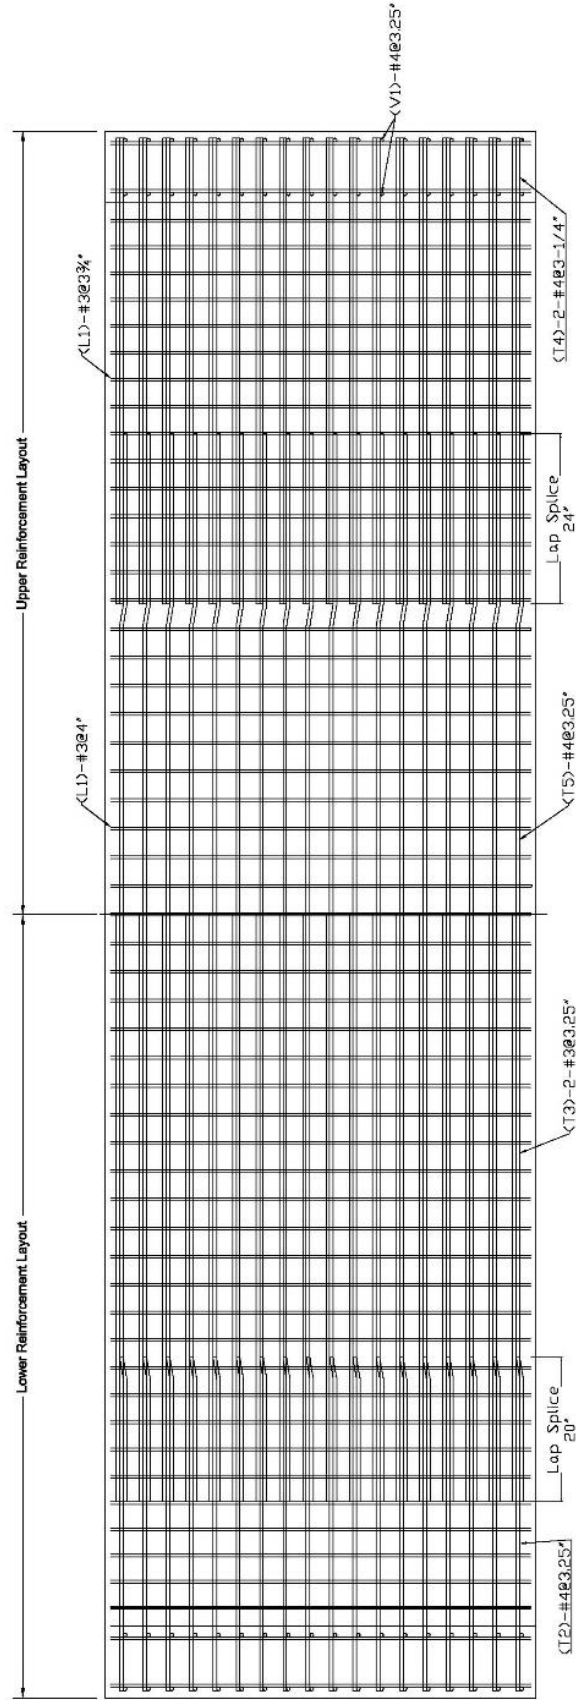 (V1)-#4@3.25"
Upper Reinforcement Layout
(L1)-#3@3¾"
(T4)-2-#4@3-1/4"
Lap Splice
24"
(L1)-#3@4"
(T5)-#4@3.25"
Lower Reinforcement Layout
(T3)-2-#3@3.25"
Lap Splice
20"
(T2)-#4@3.25"